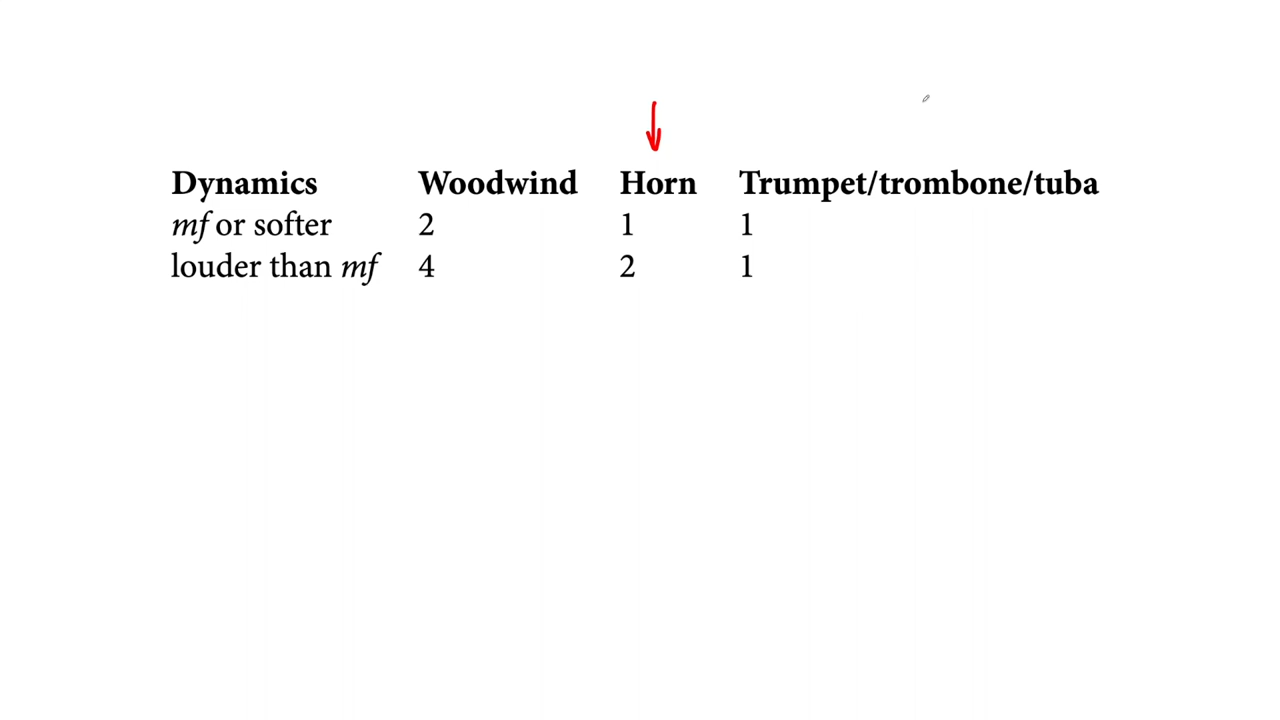 Dynamics Woodwind Horn Trumpet/trombone/tuba
mf or softer 2 1 1
louder than mf 4 2 1